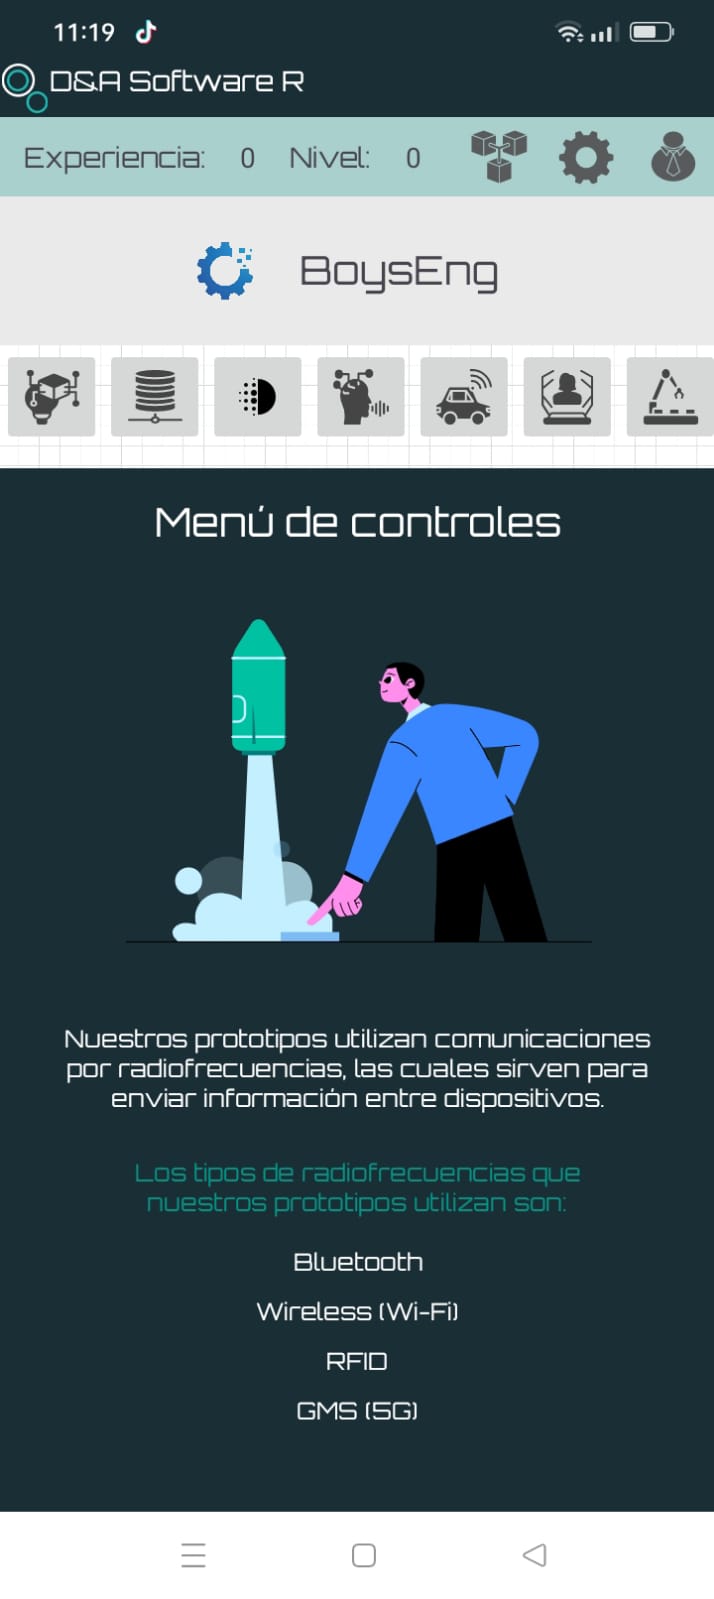 11:19
D&A Software R
Experiencia: 0 Nivel: 0
BoysEng
Menú de controles
Nuestros prototipos utilizan comunicaciones
por radiofrecuencias, las cuales sirven para
enviar información entre dispositivos.
Los tipos de radiofrecuencias que
nuestros prototipos utilizan son:
Bluetooth
Wireless (Wi-Fi)
RFID
GMS (5G)